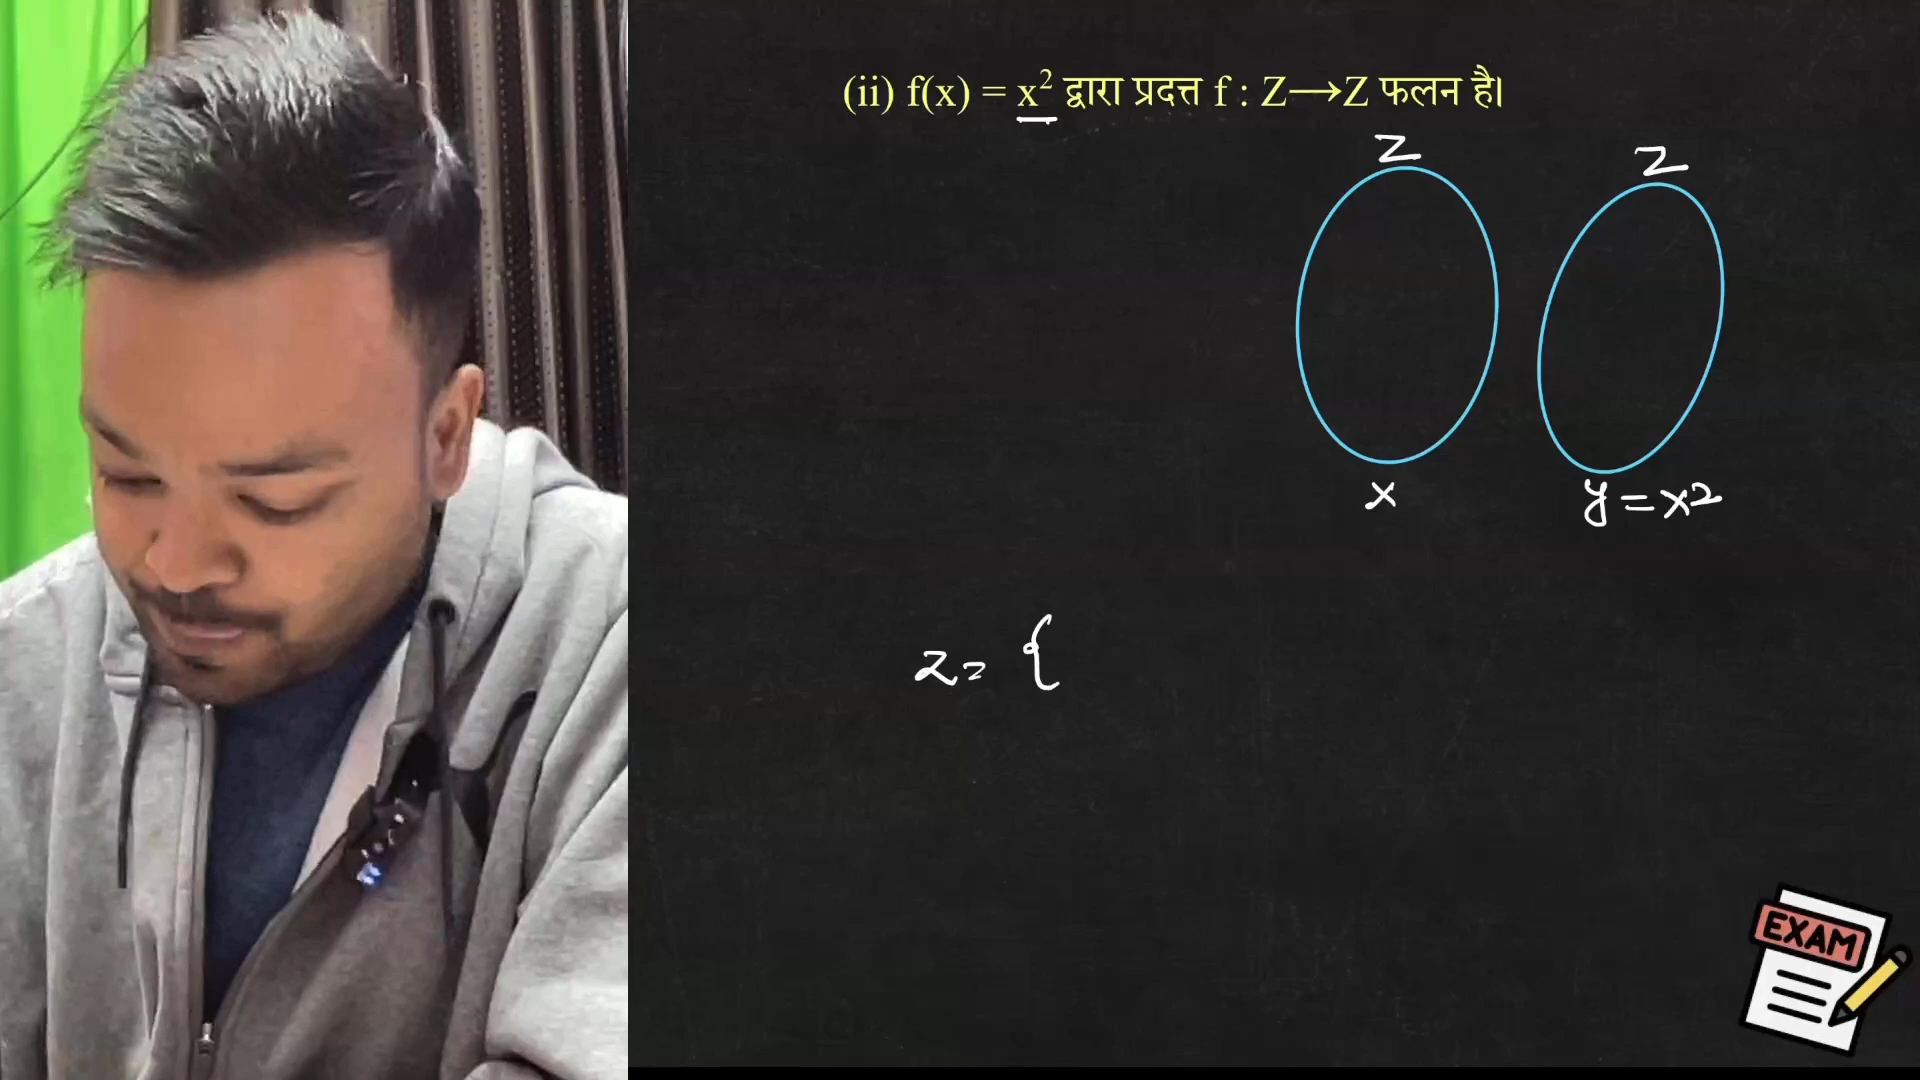 (ii) f(x) = x² द्वारा प्रदत्त f : Z⟶Z फलन है।
Z Z
x y = x²
Z = {
EXAM